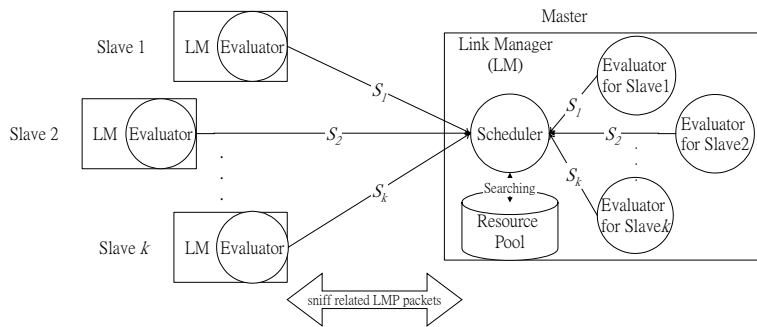 Master
Slave 1
LM
Evaluator
Link Manager
(LM)
Evaluator
for Slave1
S1
S1
Slave 2
LM
Evaluator
S2
Scheduler
S2
Evaluator
for Slave2
.
.
.
.
.
.
Sk
Sk
Searching
Slave k
LM
Evaluator
Resource
Pool
Evaluator
for Slavek
sniff related LMP packets